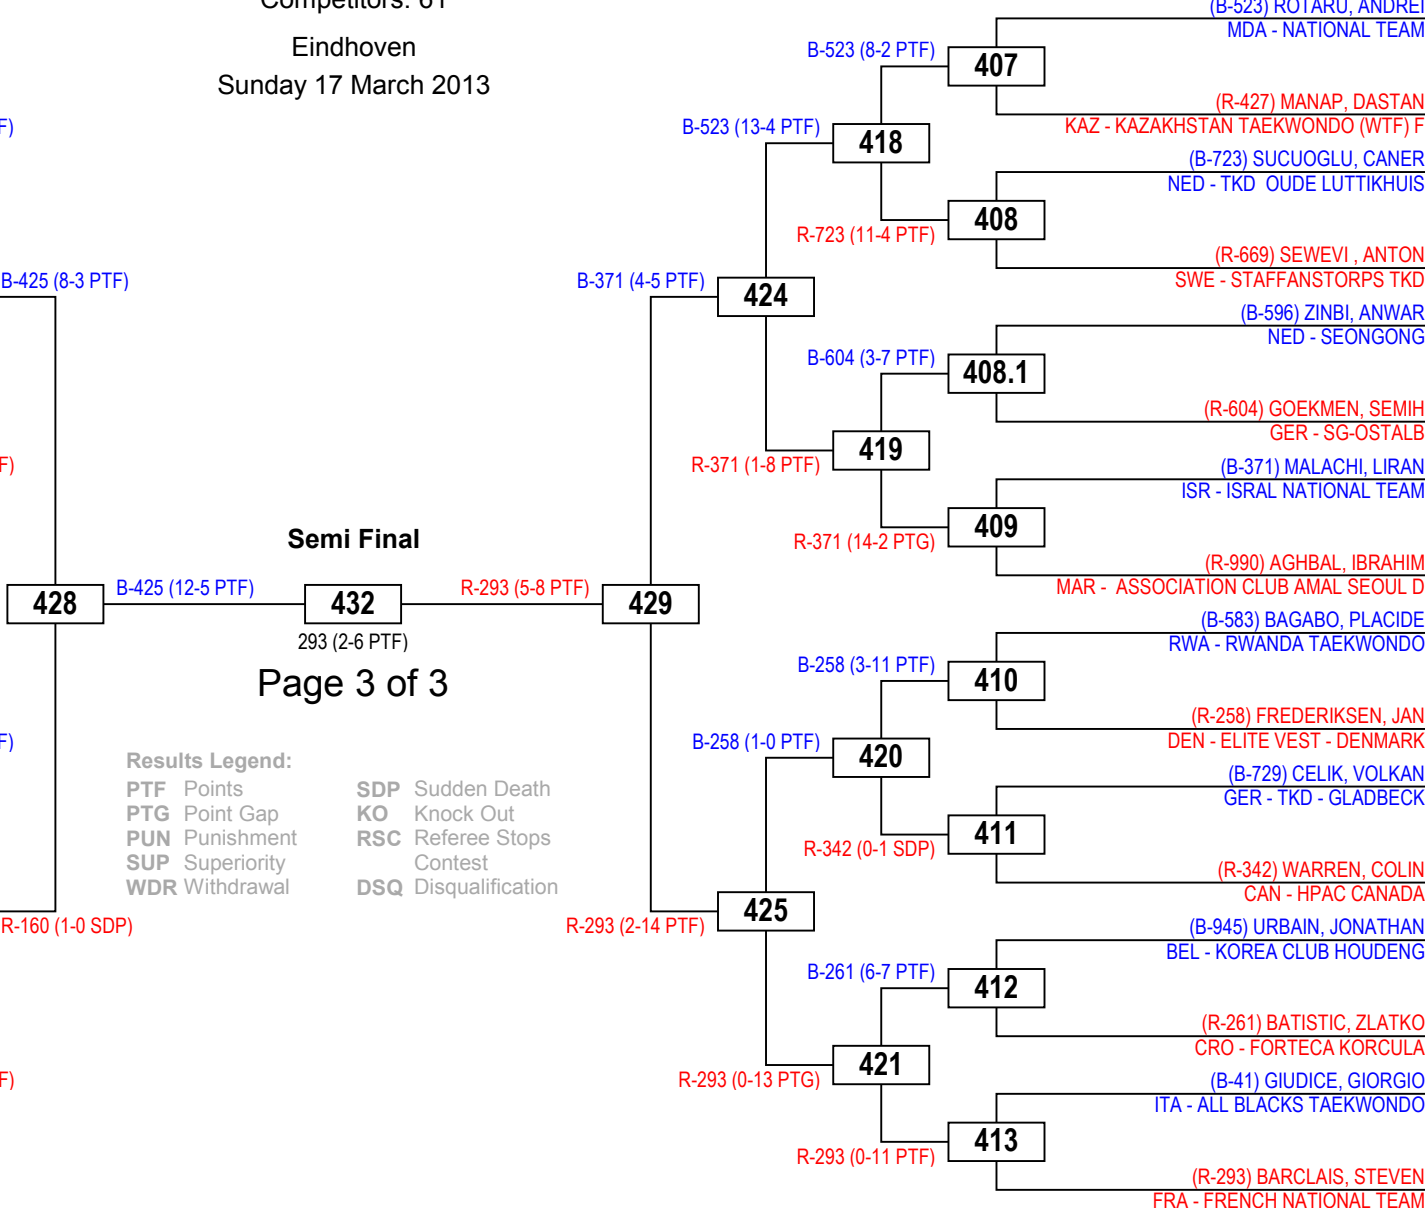 Competitors: 61
Eindhoven
Sunday 17 March 2013
F)
B-425 (8-3 PTF)
F)
428
B-425 (12-5 PTF)
F)
R-160 (1-0 SDP)
F)
Semi Final
432
293 (2-6 PTF)
Page 3 of 3
R-293 (5-8 PTF)
429
Results Legend:
PTF Points
PTG Point Gap
PUN Punishment
SUP Superiority
WDR Withdrawal
SDP Sudden Death
KO Knock Out
RSC Referee Stops
Contest
DSQ Disqualification
B-371 (4-5 PTF)
424
R-293 (2-14 PTF)
425
B-523 (13-4 PTF)
418
R-371 (1-8 PTF)
419
B-258 (1-0 PTF)
420
R-293 (0-13 PTG)
421
B-523 (8-2 PTF)
407
R-723 (11-4 PTF)
408
B-604 (3-7 PTF)
408.1
R-371 (14-2 PTG)
409
B-258 (3-11 PTF)
410
R-342 (0-1 SDP)
411
B-261 (6-7 PTF)
412
R-293 (0-11 PTF)
413
(B-523) ROTARU, ANDREI
MDA - NATIONAL TEAM
(R-427) MANAP, DASTAN
KAZ - KAZAKHSTAN TAEKWONDO (WTF) F
(B-723) SUCUOGLU, CANER
NED - TKD  OUDE LUTTIKHUIS
(R-669) SEWEVI , ANTON
SWE - STAFFANSTORPS TKD
(B-596) ZINBI, ANWAR
NED - SEONGONG
(R-604) GOEKMEN, SEMIH
GER - SG-OSTALB
(B-371) MALACHI, LIRAN
ISR - ISRAL NATIONAL TEAM
(R-990) AGHBAL, IBRAHIM
MAR -  ASSOCIATION CLUB AMAL SEOUL D
(B-583) BAGABO, PLACIDE
RWA - RWANDA TAEKWONDO
(R-258) FREDERIKSEN, JAN
DEN - ELITE VEST - DENMARK
(B-729) CELIK, VOLKAN
GER - TKD - GLADBECK
(R-342) WARREN, COLIN
CAN - HPAC CANADA
(B-945) URBAIN, JONATHAN
BEL - KOREA CLUB HOUDENG
(R-261) BATISTIC, ZLATKO
CRO - FORTECA KORCULA
(B-41) GIUDICE, GIORGIO
ITA - ALL BLACKS TAEKWONDO
(R-293) BARCLAIS, STEVEN
FRA - FRENCH NATIONAL TEAM